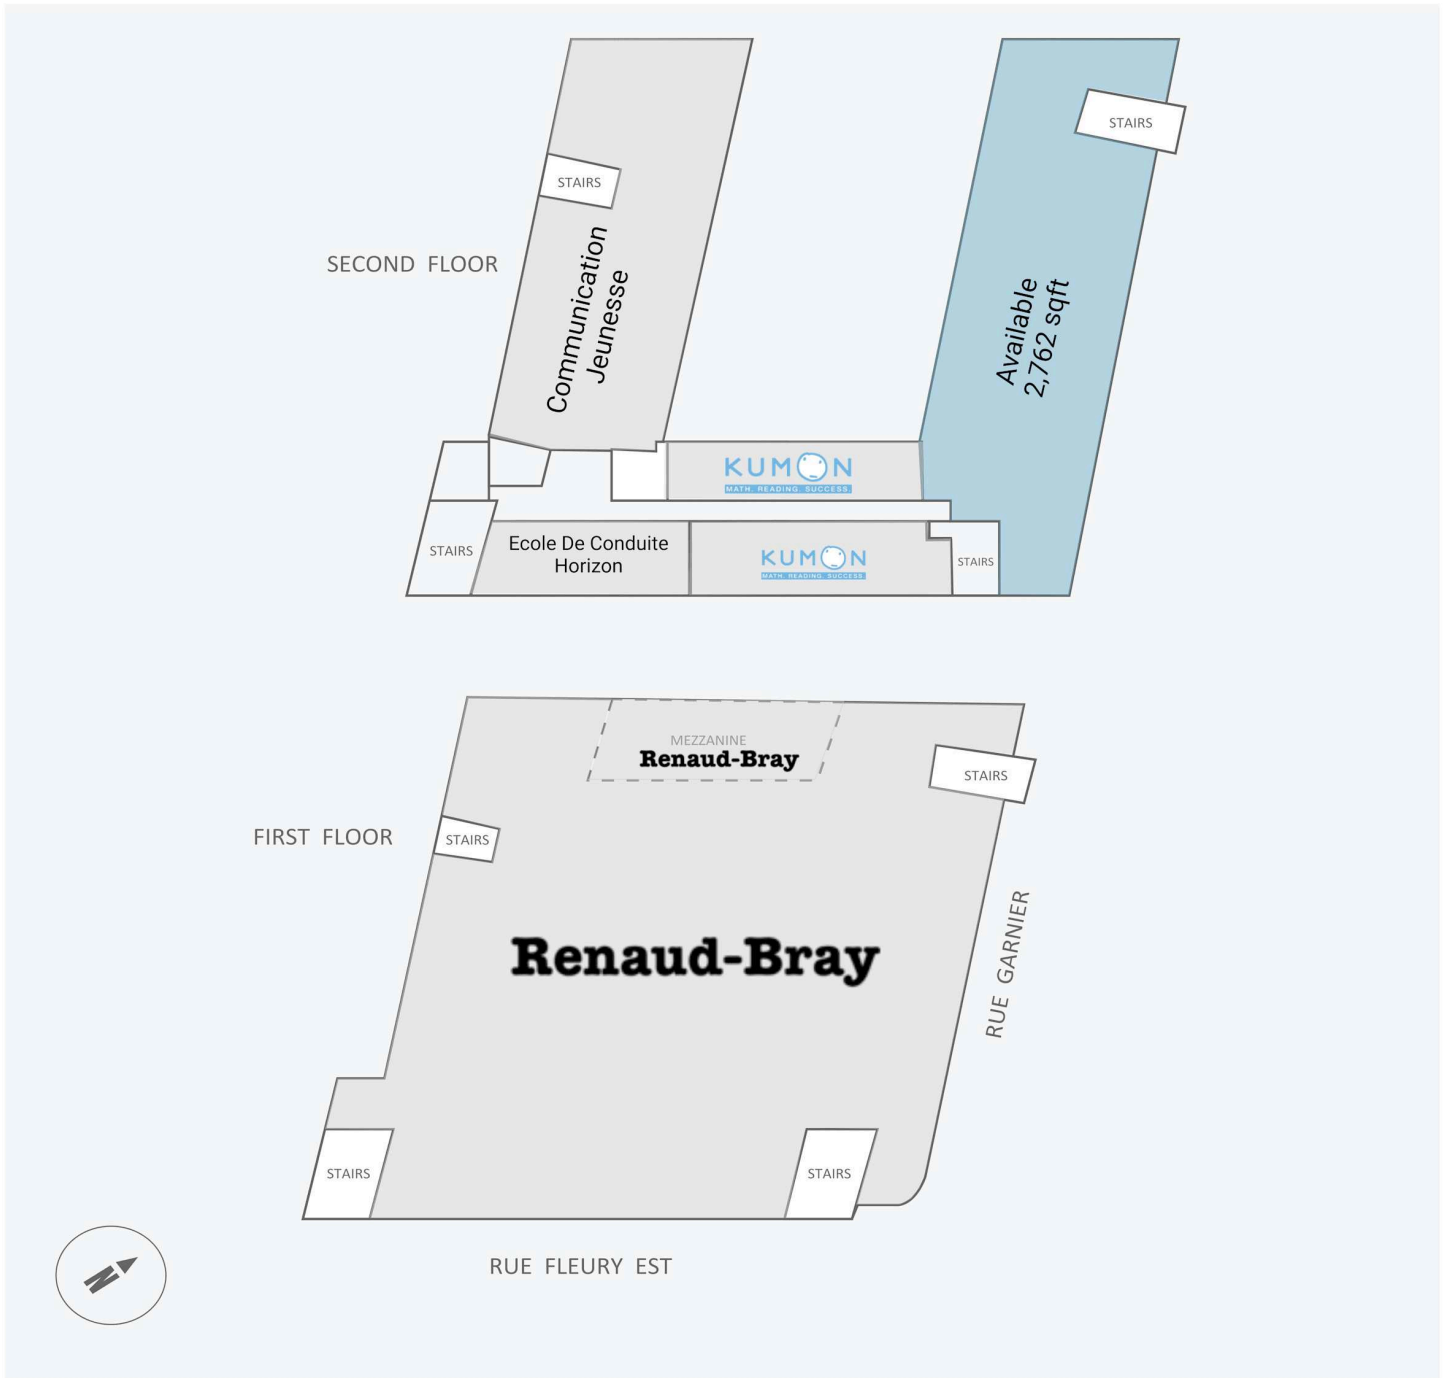 STAIRS
STAIRS
SECOND FLOOR
Communication
Jeunesse
Available
2,762 sqft
KUMON
MATH. READING. SUCCESS.
STAIRS
Ecole De Conduite
Horizon
KUMON
MATH. READING. SUCCESS.
STAIRS
MEZZANINE
Renaud-Bray
STAIRS
FIRST FLOOR
STAIRS
Renaud-Bray
RUE GARNIER
STAIRS
STAIRS
RUE FLEURY EST
N